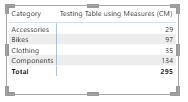 Category Testing Table using Measures (CM)
Accessories 29
Bikes 97
Clothing 35
Components 134
Total 295